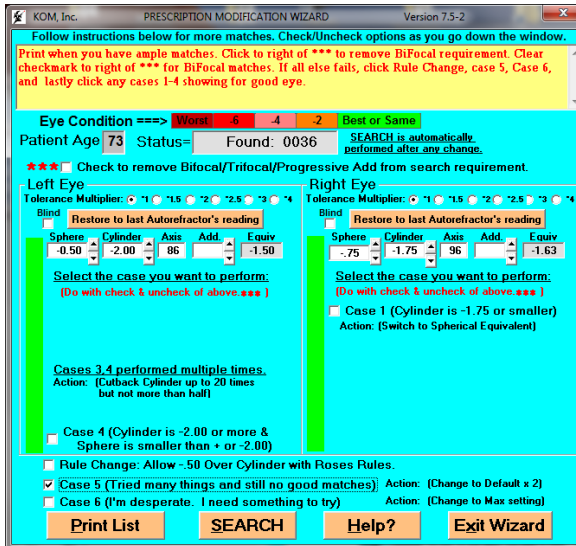 KOM, Inc. PRESCRIPTION MODIFICATION WIZARD Version 7.5-2
Follow instructions below for more matches. Check/Uncheck options as you go down the window.
Print when you have ample matches. Click to right of *** to remove BiFocal requirement. Clear
checkmark to right of *** for BiFocal matches. If all else fails, click Rule Change, case 5, Case 6,
and lastly click any cases 1-4 showing for good eye.
Eye Condition ===> Worst -6 -4 -2 Best or Same
Patient Age 73 Status= Found: 0036 SEARCH is automatically
performed after any change.
*** Check to remove Bifocal/Trifocal/Progressive Add from search requirement.
Left Eye Right Eye
Tolerance Multiplier: *1 *1.5 *2 *2.5 *3 *4 Tolerance Multiplier: *1 *1.5 *2 *2.5 *3 *4
Blind Restore to last Autorefractor's reading Blind Restore to last Autorefractor's reading
Sphere Cylinder Axis Add. Equiv Sphere Cylinder Axis Add. Equiv
-0.50 -2.00 86 -1.50 -.75 -1.75 96 -1.63
Select the case you want to perform: Select the case you want to perform:
(Do with check & uncheck of above.*** ) (Do with check & uncheck of above.*** )
Case 1 (Cylinder is -1.75 or smaller)
Action: (Switch to Spherical Equivalent)
Cases 3,4 performed multiple times.
Action: (Cutback Cylinder up to 20 times
but not more than half)
Case 4 (Cylinder is -2.00 or more &
Sphere is smaller than + or -2.00)
Rule Change: Allow -.50 Over Cylinder with Roses Rules.
Case 5 (Tried many things and still no good matches) Action: (Change to Default x 2)
Case 6 (I'm desperate. I need something to try) Action: (Change to Max setting)
Print List SEARCH Help? Exit Wizard